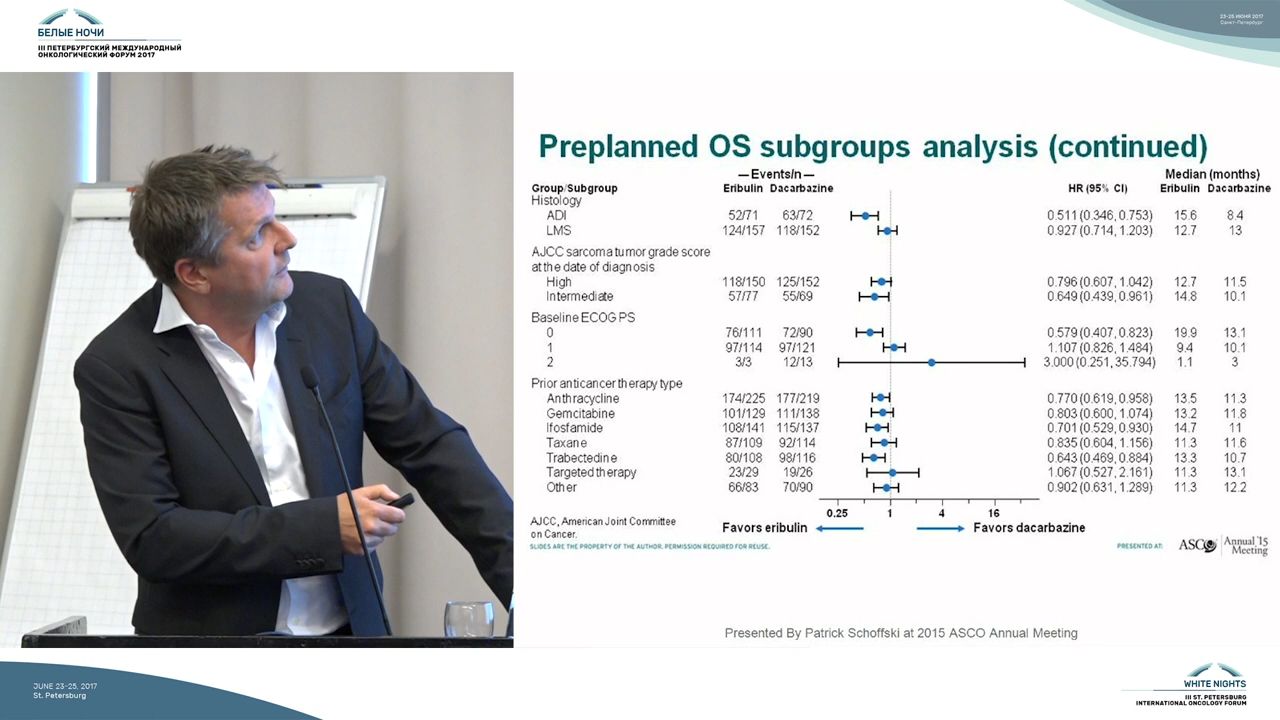 БЕЛЫЕ НОЧИ
III ПЕТЕРБУРГСКИЙ МЕЖДУНАРОДНЫЙ
ОНКОЛОГИЧЕСКИЙ ФОРУМ 2017
23-25 ИЮНЯ 2017
Санкт-Петербург
Preplanned OS subgroups analysis (continued)
— Events/n — Median (months)
Group/Subgroup Eribulin Dacarbazine HR (95% CI) Eribulin Dacarbazine
Histology
ADI 52/71 63/72 0.511 (0.346, 0.753) 15.6 8.4
LMS 124/157 118/152 0.927 (0.714, 1.203) 12.7 13
AJCC sarcoma tumor grade score
at the date of diagnosis
High 118/150 125/152 0.796 (0.607, 1.042) 12.7 11.5
Intermediate 57/77 55/69 0.649 (0.439, 0.961) 14.8 10.1
Baseline ECOG PS
0 76/111 72/90 0.579 (0.407, 0.823) 19.9 13.1
1 97/114 97/121 1.107 (0.826, 1.484) 9.4 10.1
2 3/3 12/13 3.000 (0.251, 35.794) 1.1 3
Prior anticancer therapy type
Anthracycline 174/225 177/219 0.770 (0.619, 0.958) 13.5 11.3
Gemcitabine 101/129 111/138 0.803 (0.600, 1.074) 13.2 11.8
Ifosfamide 108/141 115/137 0.701 (0.529, 0.930) 14.7 11
Taxane 87/109 92/114 0.835 (0.604, 1.156) 11.3 11.6
Trabectedine 80/108 98/116 0.643 (0.469, 0.884) 13.3 10.7
Targeted therapy 23/29 19/26 1.067 (0.527, 2.161) 11.3 13.1
Other 66/83 70/90 0.902 (0.631, 1.289) 11.3 12.2
0.25 1 4 16
AJCC, American Joint Committee
on Cancer.
Favors eribulin Favors dacarbazine
SLIDES ARE THE PROPERTY OF THE AUTHOR. PERMISSION REQUIRED FOR REUSE.
PRESENTED AT: ASCO Annual '15
Meeting
Presented By Patrick Schoffski at 2015 ASCO Annual Meeting
JUNE 23-25, 2017
St. Petersburg
WHITE NIGHTS
III ST. PETERSBURG
INTERNATIONAL ONCOLOGY FORUM